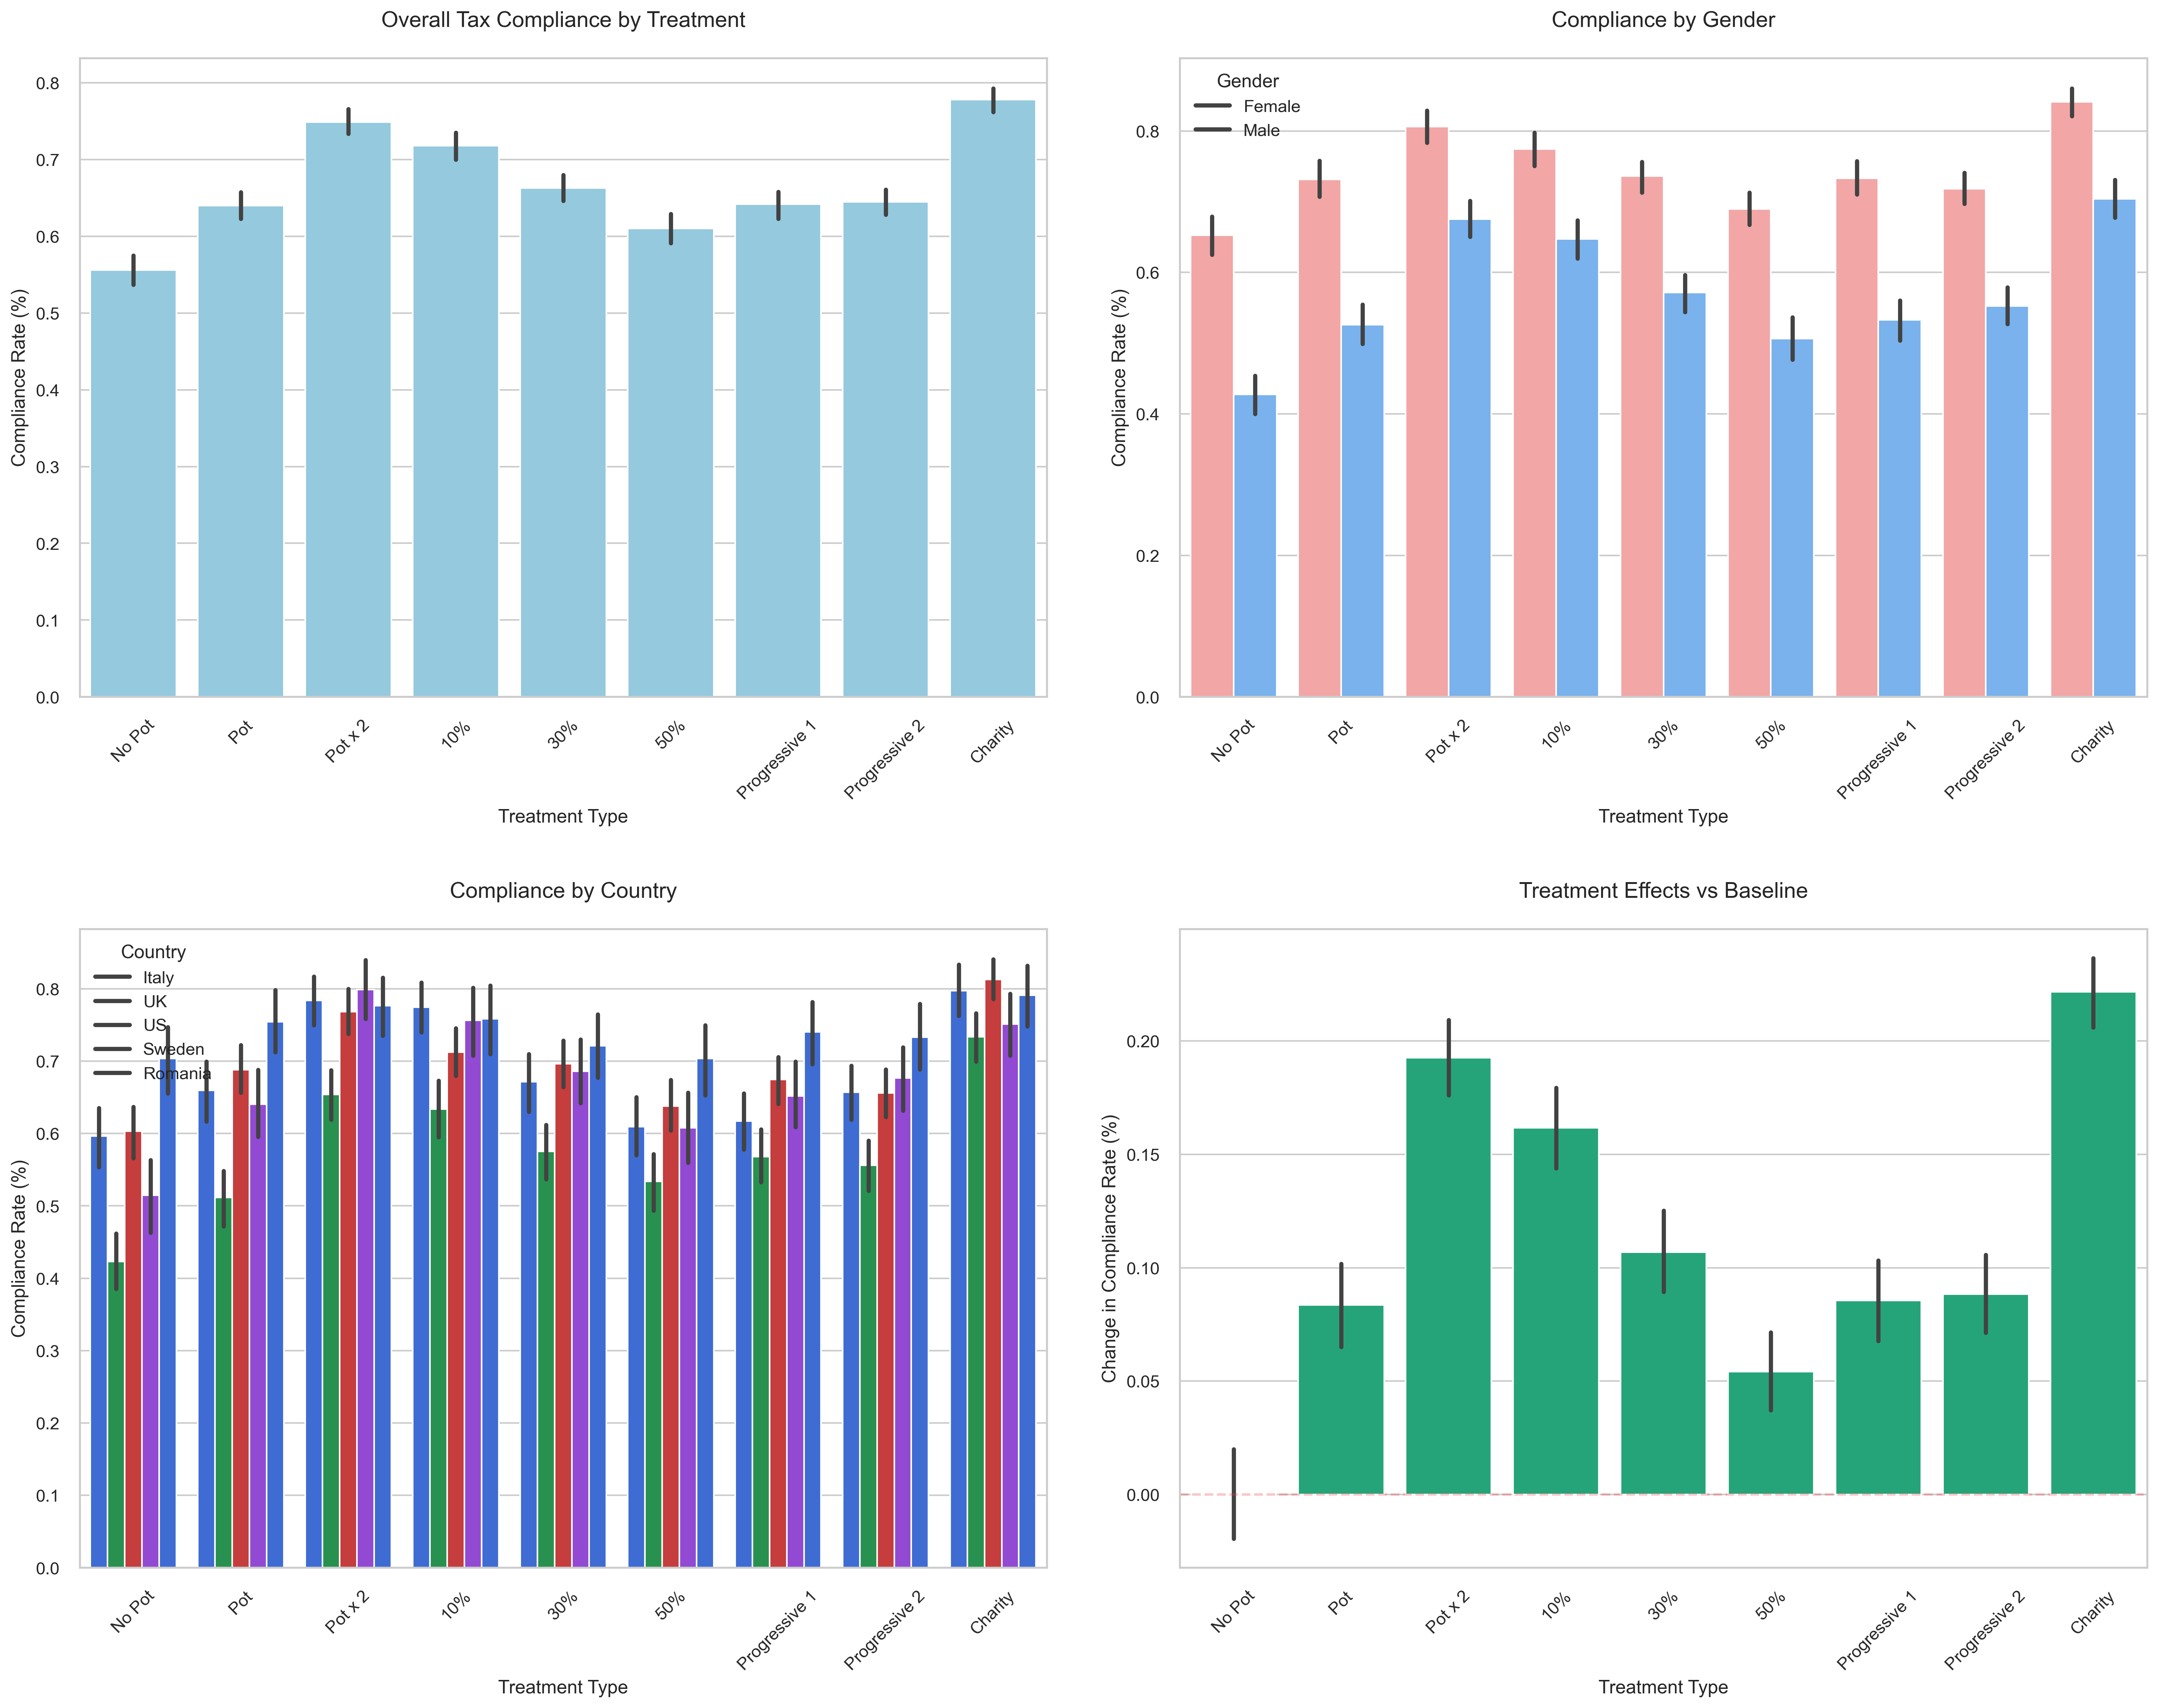 Overall Tax Compliance by Treatment
Compliance Rate (%)
0.8
0.7
0.6
0.5
0.4
0.3
0.2
0.1
0.0
No Pot
Pot
Pot x 2
10%
30%
50%
Progressive 1
Progressive 2
Charity
Treatment Type
Compliance by Gender
Gender
Female
Male
Compliance Rate (%)
0.8
0.6
0.4
0.2
0.0
No Pot
Pot
Pot x 2
10%
30%
50%
Progressive 1
Progressive 2
Charity
Treatment Type
Compliance by Country
Country
Italy
UK
US
Sweden
Romania
Compliance Rate (%)
0.8
0.7
0.6
0.5
0.4
0.3
0.2
0.1
0.0
No Pot
Pot
Pot x 2
10%
30%
50%
Progressive 1
Progressive 2
Charity
Treatment Type
Treatment Effects vs Baseline
Change in Compliance Rate (%)
0.20
0.15
0.10
0.05
0.00
No Pot
Pot
Pot x 2
10%
30%
50%
Progressive 1
Progressive 2
Charity
Treatment Type